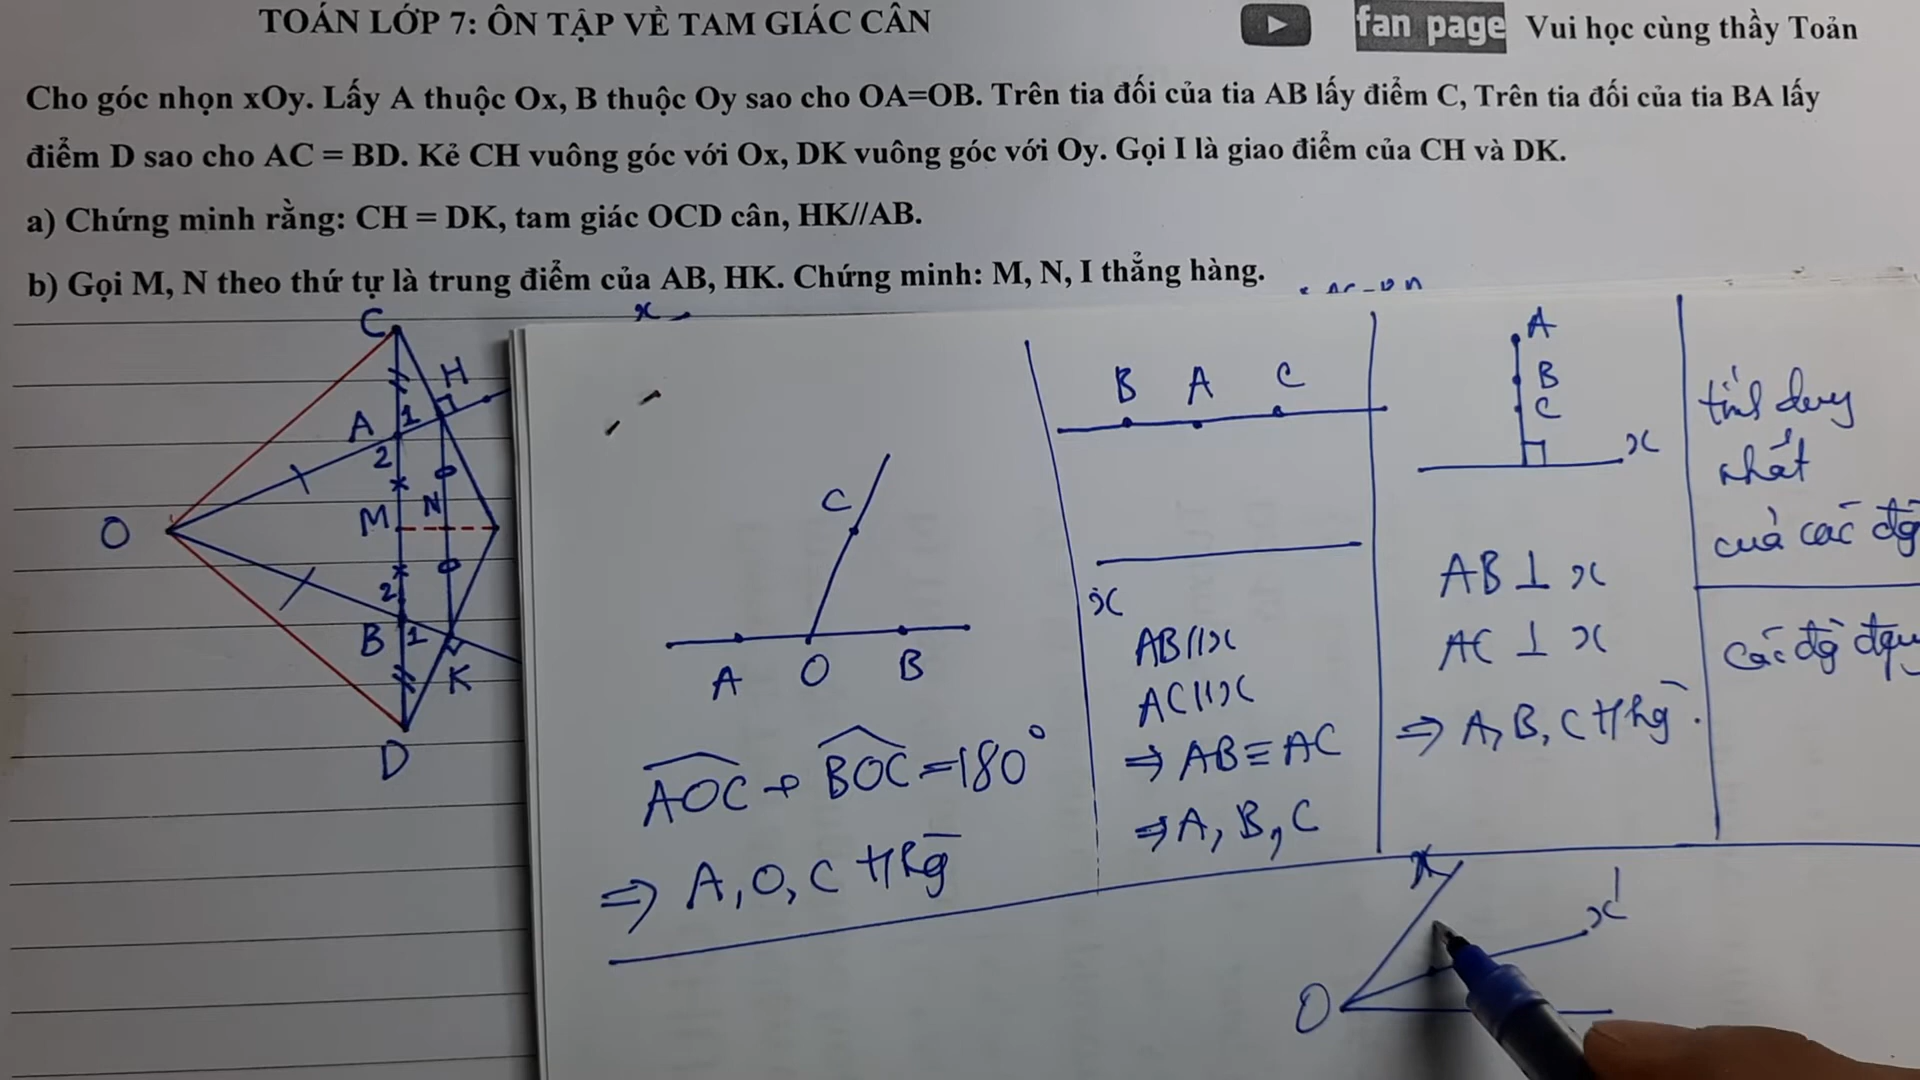 TOÁN LỚP 7: ÔN TẬP VỀ TAM GIÁC CÂN
fan page Vui học cùng thầy Toản
Cho góc nhọn xOy. Lấy A thuộc Ox, B thuộc Oy sao cho OA=OB. Trên tia đối của tia AB lấy điểm C, Trên tia đối của tia BA lấy
điểm D sao cho AC = BD. Kẻ CH vuông góc với Ox, DK vuông góc với Oy. Gọi I là giao điểm của CH và DK.
a) Chứng minh rằng: CH = DK, tam giác OCD cân, HK//AB.
b) Gọi M, N theo thứ tự là trung điểm của AB, HK. Chứng minh: M, N, I thẳng hàng.
x
C
H
A 1
2
O
M N
2
B 1
K
D
C
A O B
AOC + BOC = 180°
⇒ A, O, C thg
B A C
x
AB // x
AC // x
⇒ AB ≡ AC
⇒ A, B, C
A
B
C
x
AB ⊥ x
AC ⊥ x
⇒ A, B, C thg.
tính duy
nhất
của các
các
x
x'
O